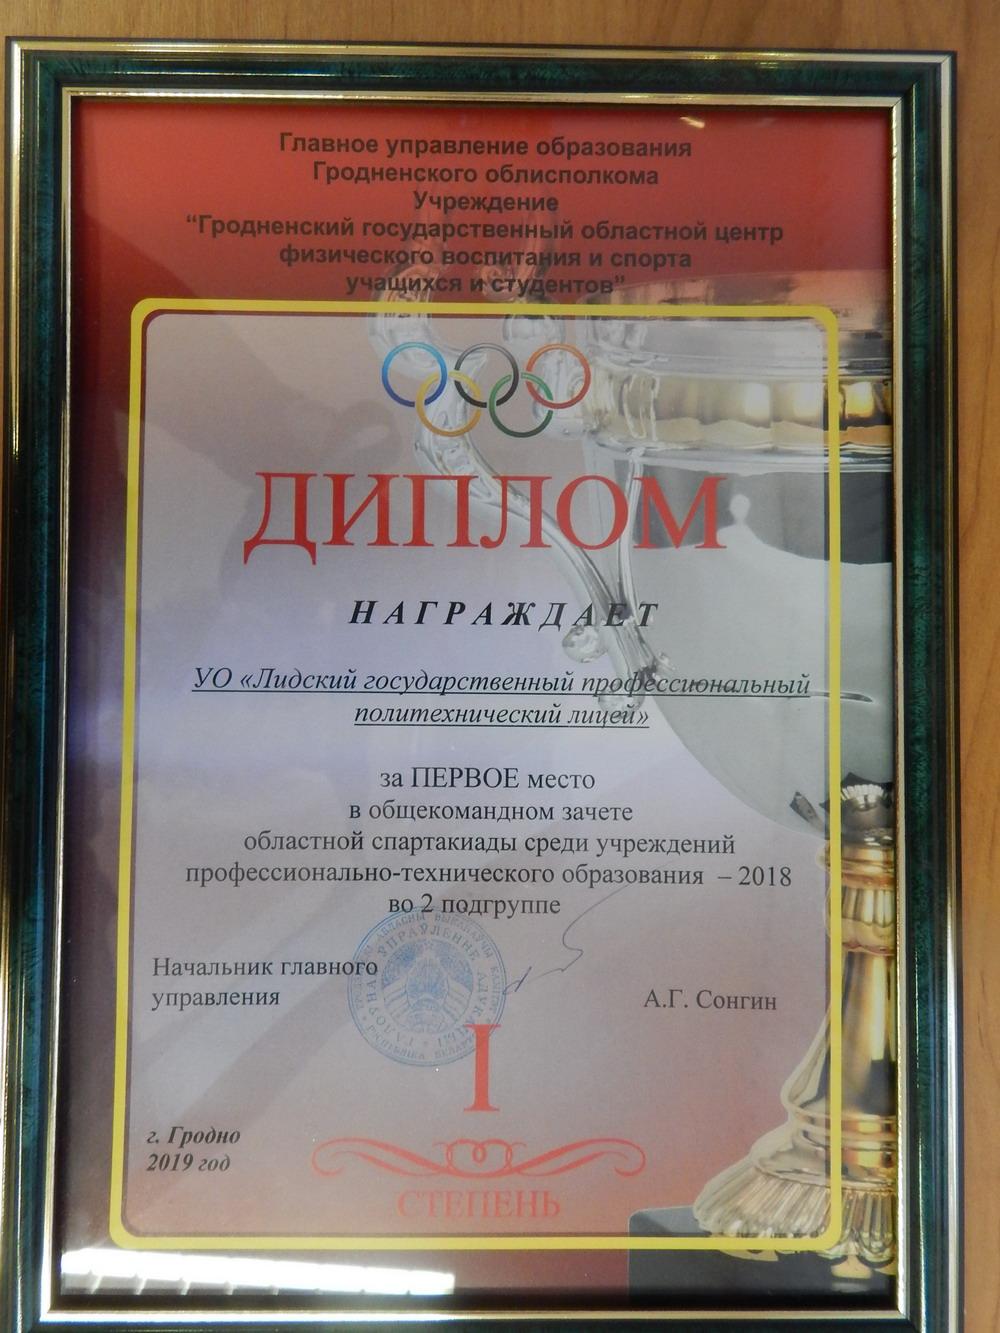 Главное управление образования
Гродненского облисполкома
Учреждение
“Гродненский государственный областной центр
физического воспитания и спорта
учащихся и студентов”
ДИПЛОМ
НАГРАЖДАЕТ
УО «Лидский государственный профессиональный
политехнический лицей»
за ПЕРВОЕ место
в общекомандном зачете
областной спартакиады среди учреждений
профессионально-технического образования – 2018
во 2 подгруппе
Начальник главного
управления
А.Г. Сонгин
I
г. Гродно
2019 год
СТЕПЕНЬ